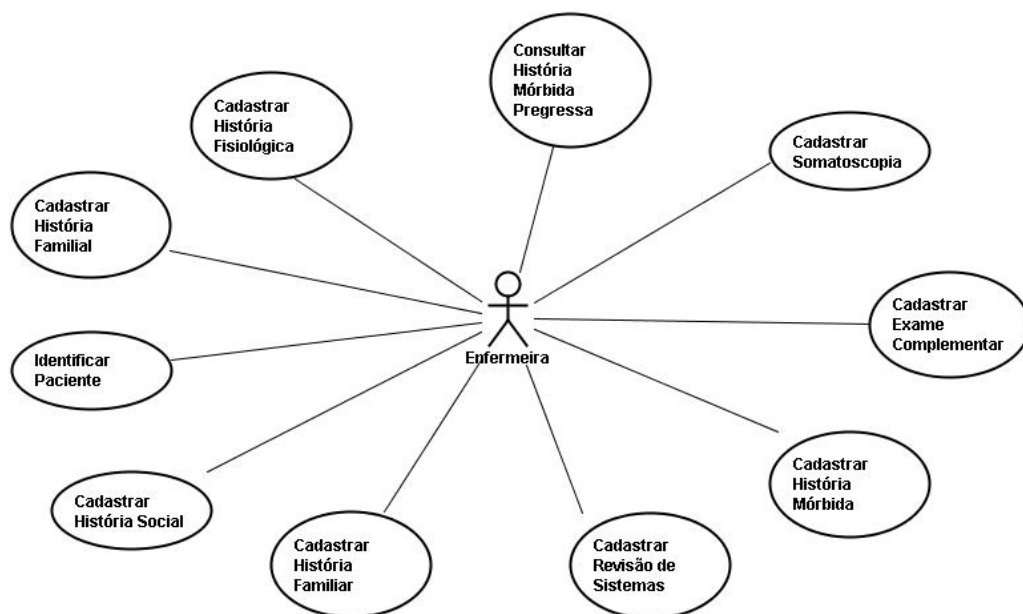 Consultar
História
Mórbida
Pregressa
Cadastrar
História
Fisiológica
Cadastrar
Somatoscopia
Cadastrar
História
Familial
Cadastrar
Exame
Complementar
Enfermeira
Identificar
Paciente
Cadastrar
História
Mórbida
Cadastrar
História Social
Cadastrar
História
Familiar
Cadastrar
Revisão de
Sistemas